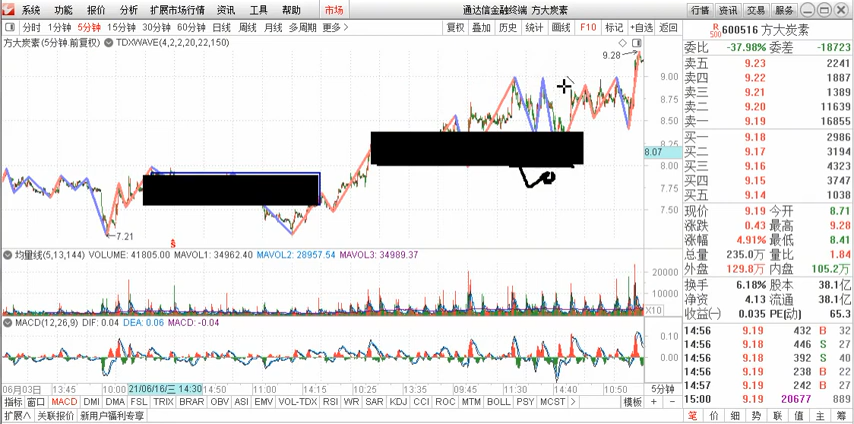 系统 功能 报价 分析 扩展市场行情 资讯 工具 帮助 市场 通达信金融终端 方大炭素 行情 资讯 交易 服务
分时 1分钟 5分钟 15分钟 30分钟 60分钟 日线 周线 月线 多周期 更多> 复权 叠加 历史 统计 画线 F10 标记 +自选 返回
方大炭素(5分钟 前复权) TDXWAVE(4,2,2,20,22,150)
9.28
9.00
8.75
8.50
8.25
8.07
8.00
7.75
7.50
7.25
7.21
R
500
600516 方大炭素
委比 -37.98% 委差 -18723
卖五 9.23 2241
卖四 9.22 1887
卖三 9.21 1389
卖二 9.20 11639
卖一 9.19 16855
买一 9.18 2986
买二 9.17 3194
买三 9.16 4323
买四 9.15 3747
买五 9.14 1038
现价 9.19 今开 8.71
涨跌 0.43 最高 9.28
涨幅 4.91% 最低 8.41
总量 235.0万 量比 1.84
外盘 129.8万 内盘 105.2万
换手 6.18% 股本 38.1亿
净资 4.13 流通 38.1亿
收益(一) 0.035 PE(动) 65.3
14:56 9.19 432 B 32
14:56 9.18 446 S 27
14:56 9.18 392 S 40
14:56 9.19 238 B 22
14:57 9.19 242 B 27
15:00 9.19 20677 889
均量线(5,13,144) VOLUME: 41805.00 MAVOL1: 34962.40 MAVOL2: 28957.54 MAVOL3: 34989.37
20000
10000
X10
MACD(12,26,9) DIF: 0.04 DEA: 0.06 MACD: -0.04
0.10
0.00
06月03日 13:45 10:00 21/06/16/三 14:30 14:50 11:00 14:15 10:25 13:30 09:45 11:30 13:00 14:50 10:50 5分钟
指标 窗口 MACD DMI DMA FSL TRIX BRAR OBV ASI EMV VOL-TDX RSI WR SAR KDJ CCI ROC MTM BOLL PSY MCST > 模板 + -
扩展∧ 关联报价 新用户福利专享 笔 价 细 势 联 值 主 筹